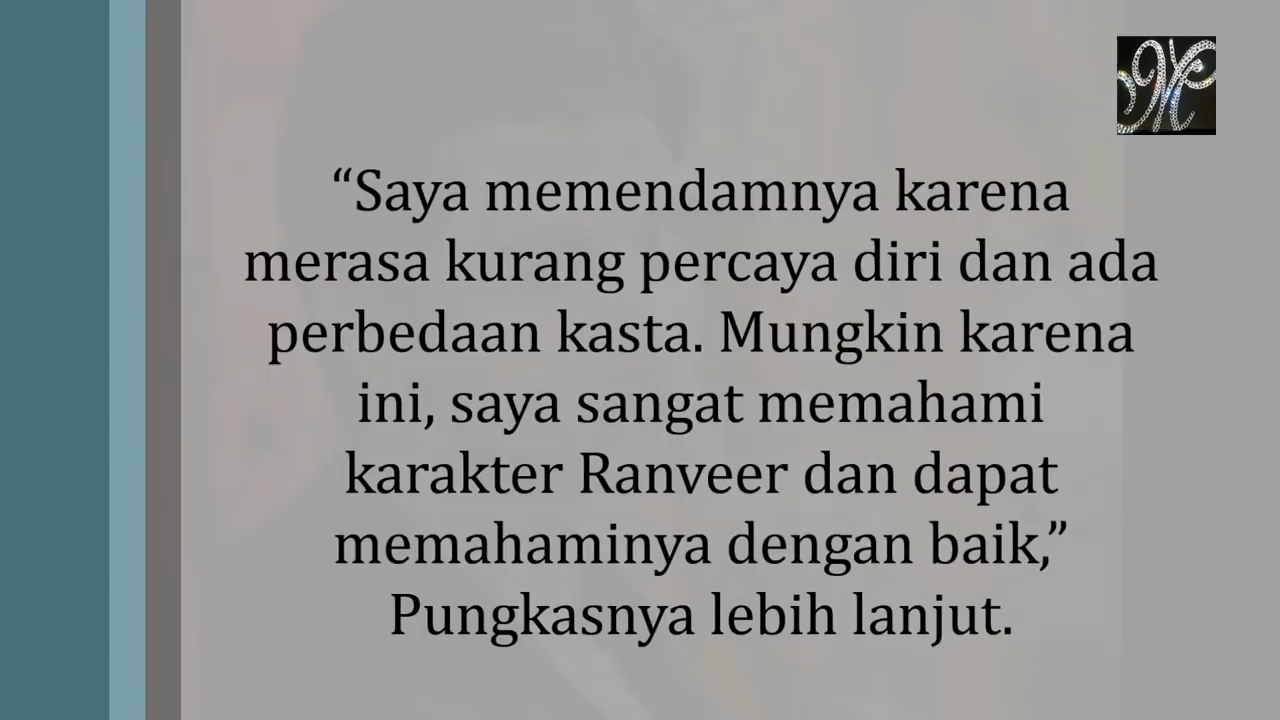 “Saya memendamnya karena
merasa kurang percaya diri dan ada
perbedaan kasta. Mungkin karena
ini, saya sangat memahami
karakter Ranveer dan dapat
memahaminya dengan baik,”
Pungkasnya lebih lanjut.